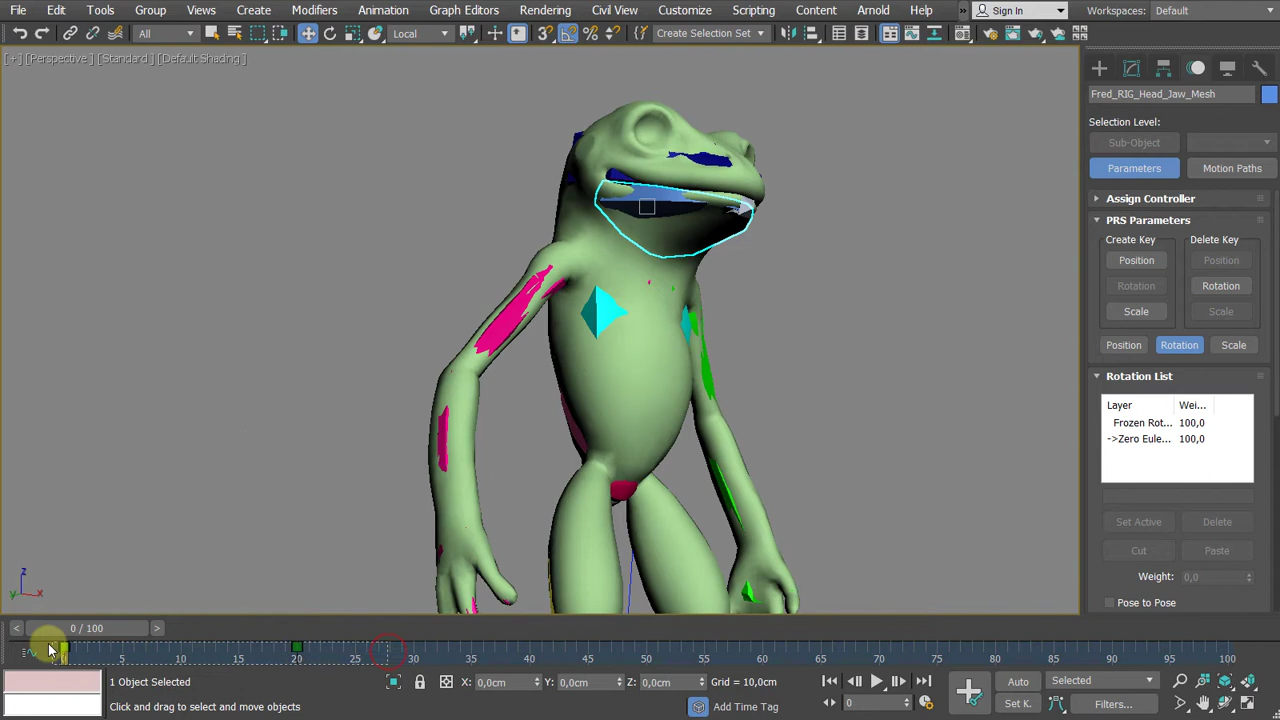 File Edit Tools Group Views Create Modifiers Animation Graph Editors Rendering Civil View Customize Scripting Content Arnold Help » Sign In Workspaces: Default
All Local Create Selection Set
[+] [Perspective] [Standard] [Default Shading]
Fred_RIG_Head_Jaw_Mesh
Selection Level:
Sub-Object
Parameters Motion Paths
Assign Controller
PRS Parameters
Create Key Delete Key
Position Position
Rotation Rotation
Scale Scale
Position Rotation Scale
Rotation List
Layer Wei...
Frozen Rot... 100,0
->Zero Eule... 100,0
Set Active Delete
Cut Paste
Weight: 0,0
Pose to Pose
z
y x
< 0 / 100 >
5 10 15 20 25 30 35 40 45 50 55 60 65 70 75 80 85 90 95 100
1 Object Selected X: 0,0cm Y: 0,0cm Z: 0,0cm Grid = 10,0cm Auto Selected
Click and drag to select and move objects Add Time Tag 0 Set K. Filters...